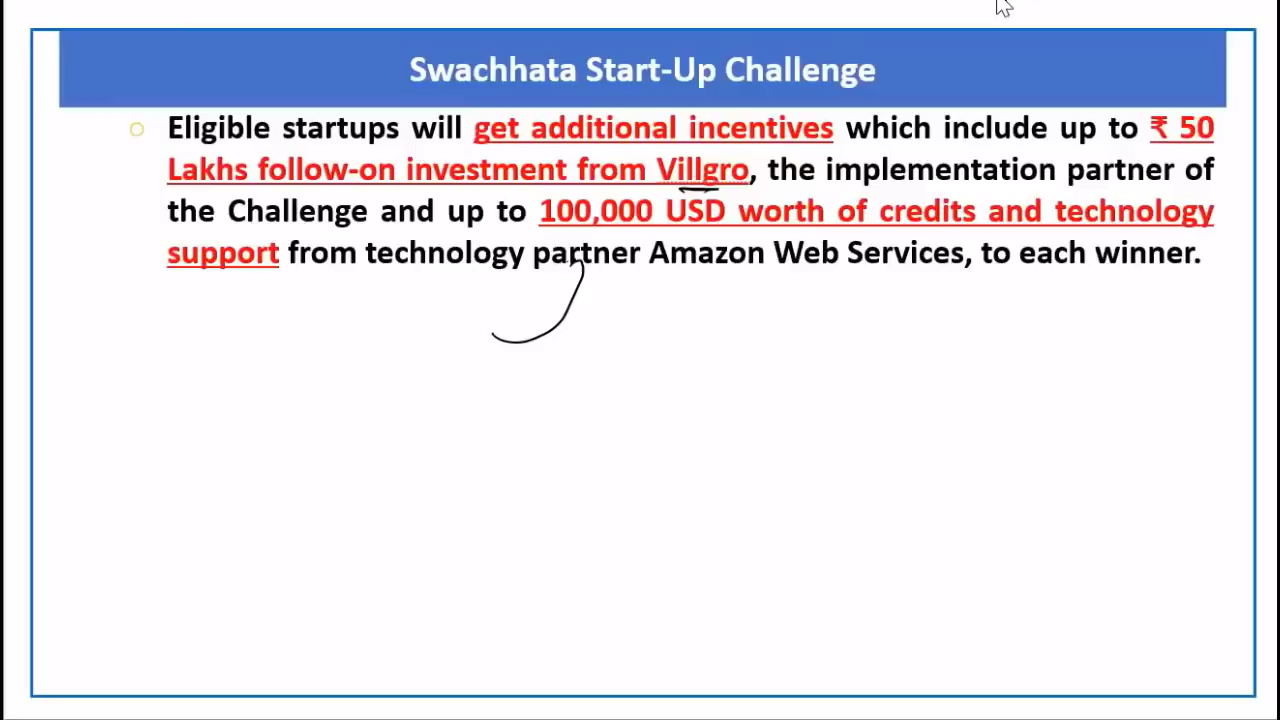 Swachhata Start-Up Challenge
Eligible startups will get additional incentives which include up to ₹ 50
Lakhs follow-on investment from Villgro, the implementation partner of
the Challenge and up to 100,000 USD worth of credits and technology
support from technology partner Amazon Web Services, to each winner.